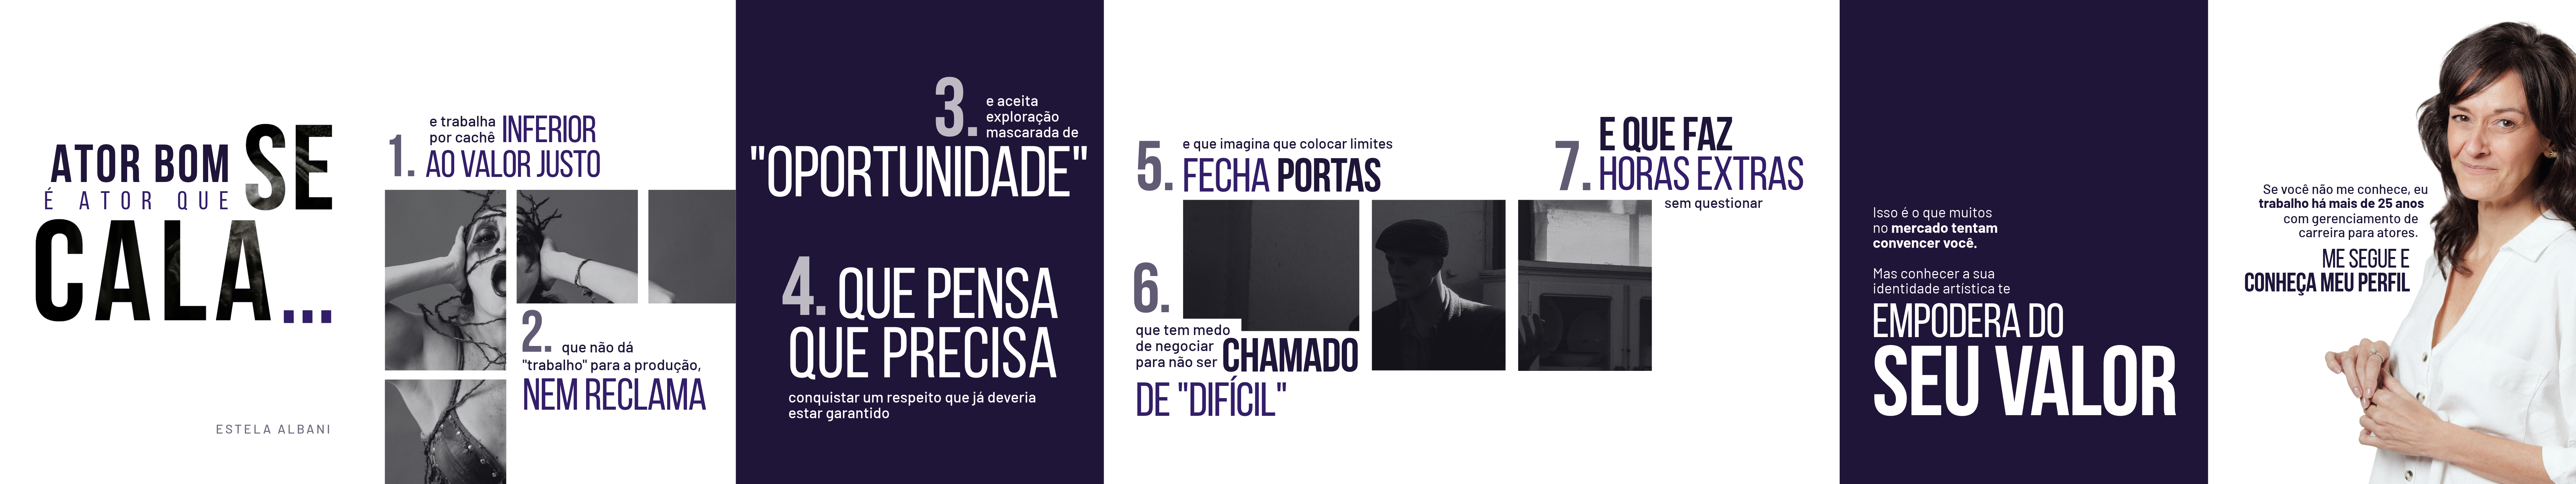 ATOR BOM SE
É ATOR QUE
CALA...
ESTELA ALBANI
1. e trabalha
por cachê INFERIOR
AO VALOR JUSTO
2. que não dá
"trabalho" para a produção,
NEM RECLAMA
3. e aceita
exploração
mascarada de
"OPORTUNIDADE"
4. QUE PENSA
QUE PRECISA
conquistar um respeito que já deveria
estar garantido
5. e que imagina que colocar limites
FECHA PORTAS
6.
que tem medo
de negociar
para não ser CHAMADO
DE "DIFÍCIL"
7. E QUE FAZ
HORAS EXTRAS
sem questionar
Isso é o que muitos
no mercado tentam
convencer você.
Mas conhecer a sua
identidade artística te
EMPODERA DO
SEU VALOR
Se você não me conhece, eu
trabalho há mais de 25 anos
com gerenciamento de
carreira para atores.
ME SEGUE E
CONHEÇA MEU PERFIL